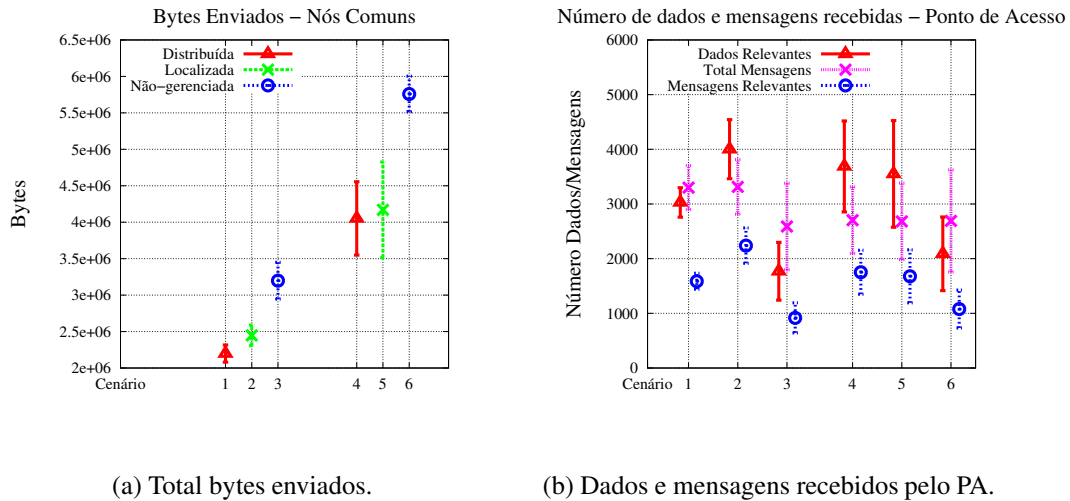 Bytes Enviados − Nós Comuns
6.5e+06
6e+06
5.5e+06
5e+06
4.5e+06
4e+06
3.5e+06
3e+06
2.5e+06
2e+06
Bytes
Distribuída
Localizada
Não−gerenciada
Cenário 1 2 3 4 5 6
(a) Total bytes enviados.
Número de dados e mensagens recebidas − Ponto de Acesso
6000
5000
4000
3000
2000
1000
0
Número Dados/Mensagens
Dados Relevantes
Total Mensagens
Mensagens Relevantes
Cenário 1 2 3 4 5 6
(b) Dados e mensagens recebidos pelo PA.